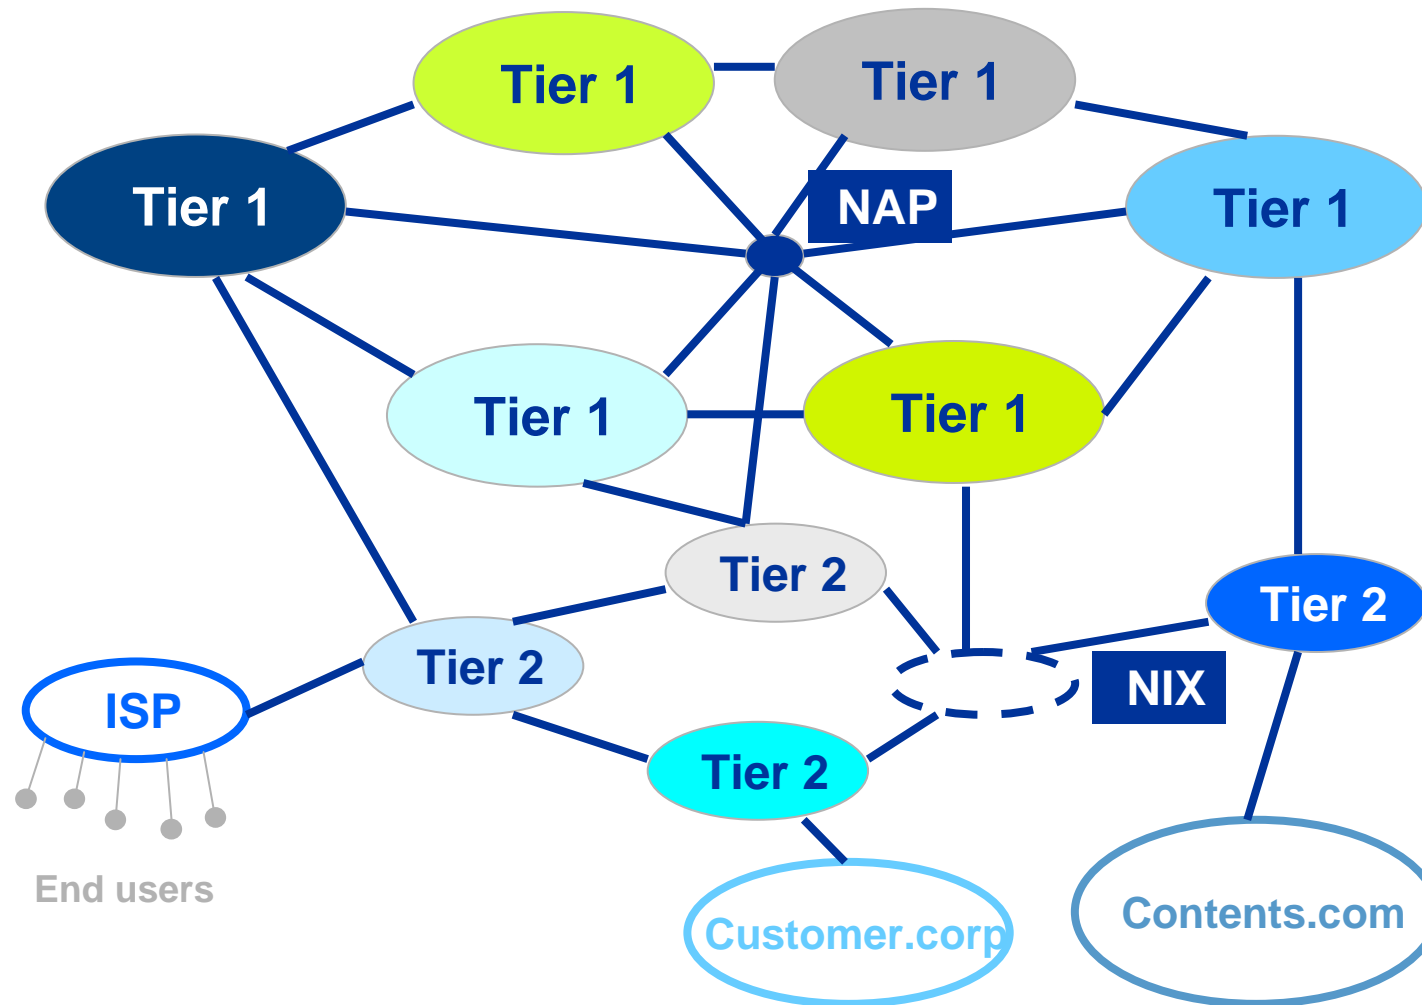 Tier 1
Tier 1
Tier 1
NAP
Tier 1
Tier 1
Tier 1
Tier 2
Tier 2
Tier 2
NIX
ISP
Tier 2
End users
Customer.corp
Contents.com